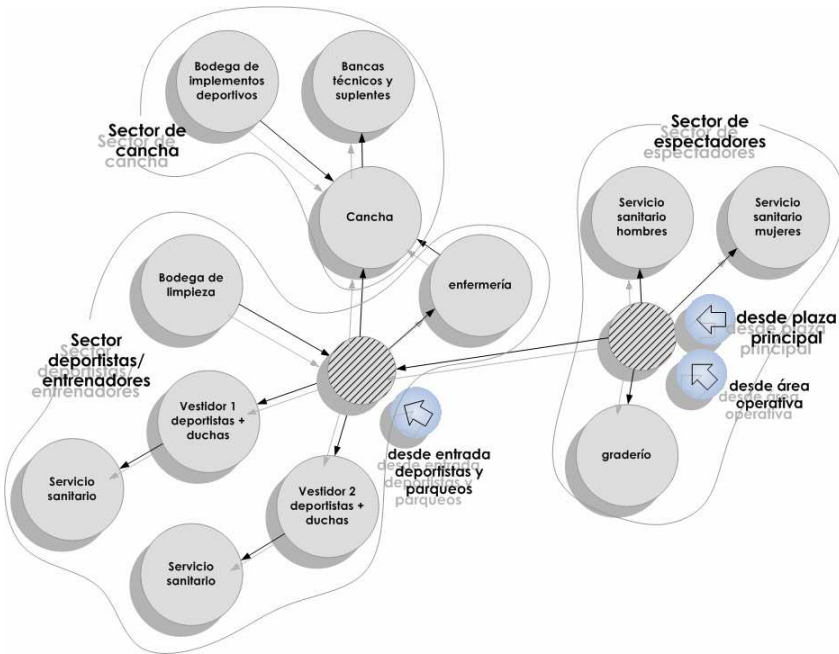 Bodega de
implementos
deportivos
Bancas
técnicos y
suplentes
Sector de
cancha
Cancha
Sector de
espectadores
Servicio
sanitario
hombres
Servicio
sanitario
mujeres
Bodega de
limpieza
enfermería
Sector
deportistas/
entrenadores
desde plaza
principal
desde área
operativa
Vestidor 1
deportistas +
duchas
desde entrada
deportistas y
parqueos
graderío
Servicio
sanitario
Vestidor 2
deportistas +
duchas
Servicio
sanitario